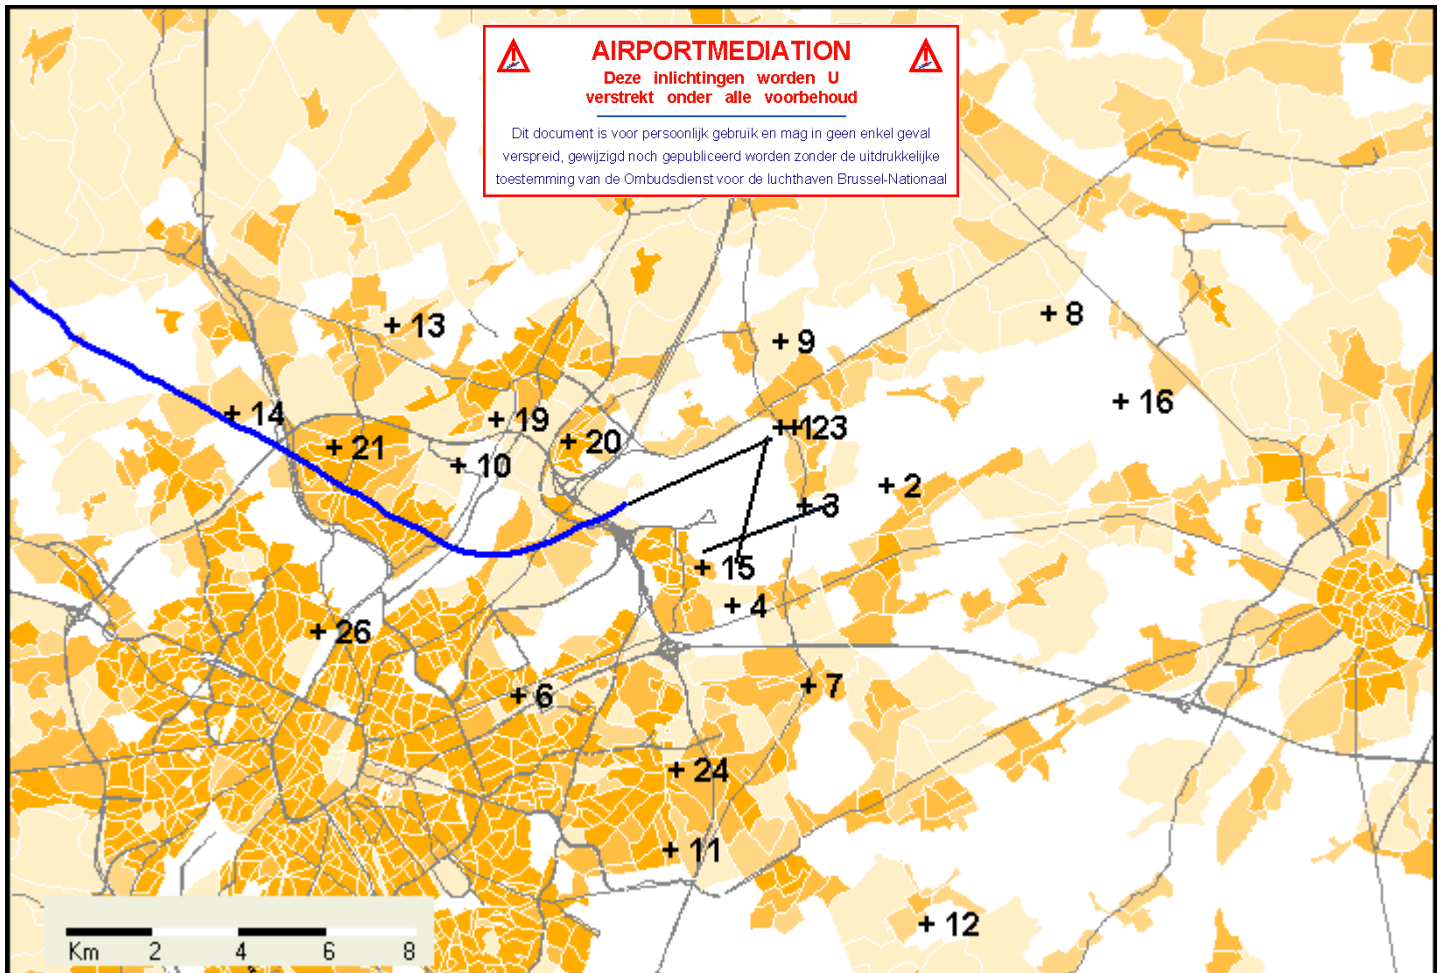 AIRPORTMEDIATION
Deze inlichtingen worden U
verstrekt onder alle voorbehoud
Dit document is voor persoonlijk gebruik en mag in geen enkel geval
verspreid, gewijzigd noch gepubliceerd worden zonder de uitdrukkelijke
toestemming van de Ombudsdienst voor de luchthaven Brussel-Nationaal
8
13
9
16
14
19
123
20
21
10
2
3
15
4
26
7
6
24
11
12
Km 2 4 6 8